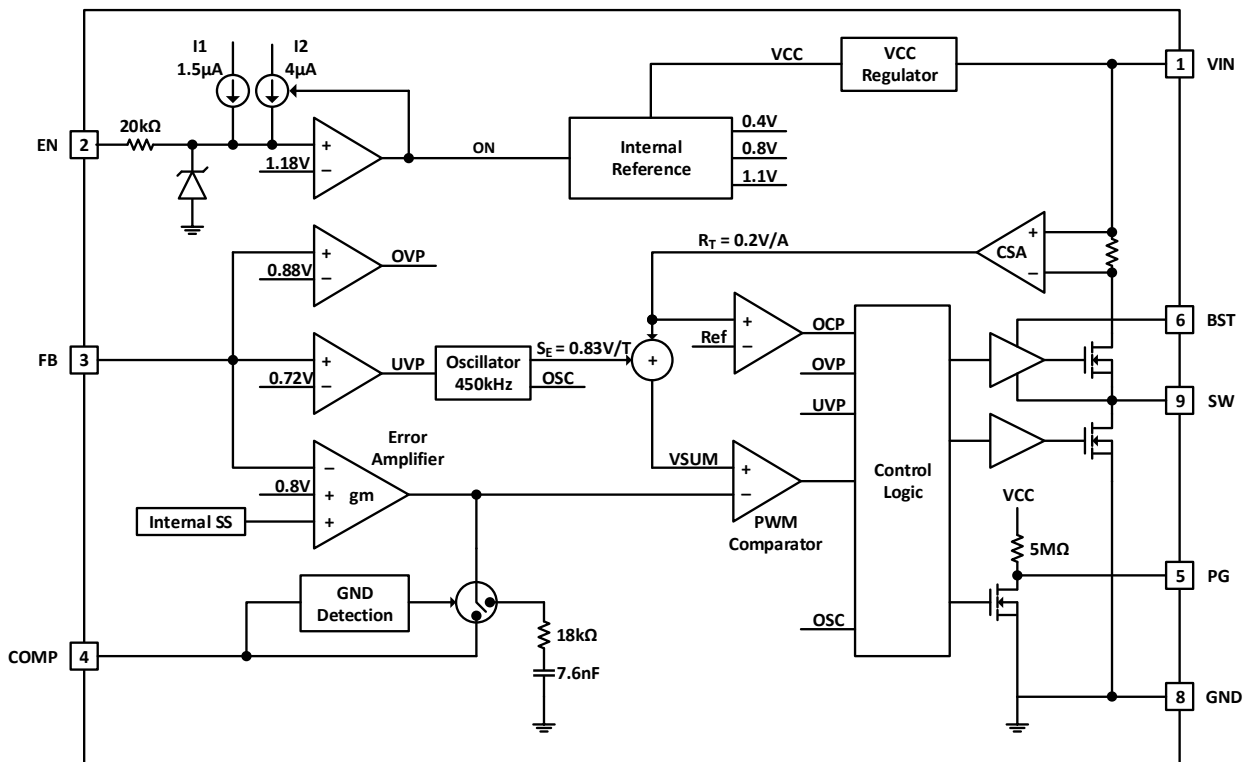 I1
1.5µA
I2
4µA
VCC
VCC
Regulator
1
VIN
EN
2
20kΩ
+
1.18V
−
ON
Internal
Reference
0.4V
0.8V
1.1V
RT = 0.2V/A
CSA
+
−
+
0.88V
−
OVP
FB
3
+
0.72V
−
UVP
Oscillator
450kHz
SE = 0.83V/T
OSC
+
+
Ref
−
OCP
OVP
UVP
6
BST
9
SW
Error
Amplifier
−
0.8V
+
gm
Internal SS
+
VSUM
+
−
PWM
Comparator
Control
Logic
VCC
5MΩ
5
PG
GND
Detection
18kΩ
7.6nF
OSC
COMP
4
8
GND